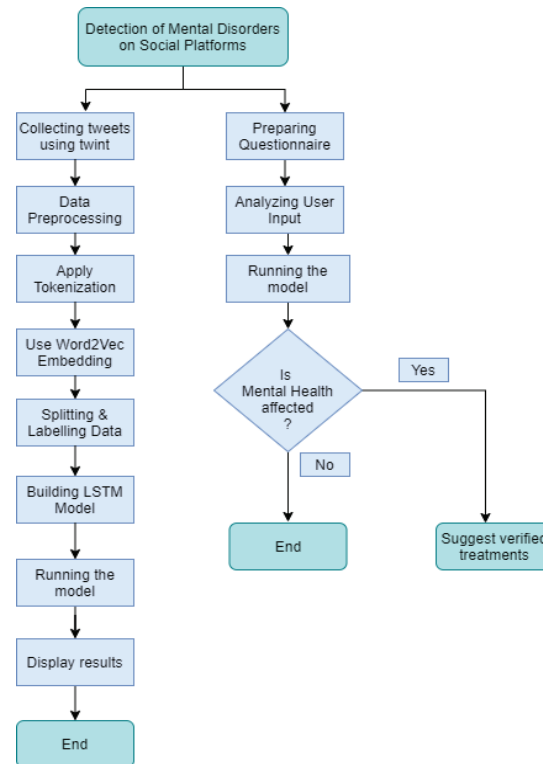 Detection of Mental Disorders
on Social Platforms
Collecting tweets
using twint
Data
Preprocessing
Apply
Tokenization
Use Word2Vec
Embedding
Splitting &
Labelling Data
Building LSTM
Model
Running the
model
Display results
End
Preparing
Questionnaire
Analyzing User
Input
Running the
model
Is
Mental Health
affected
?
Yes
No
End
Suggest verified
treatments